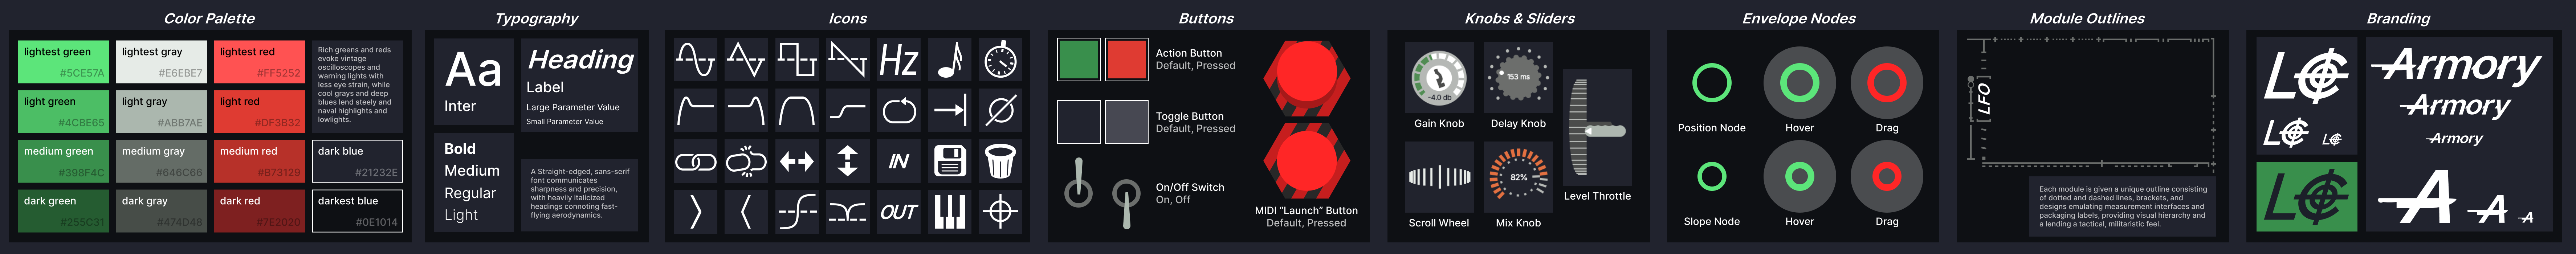 Color Palette
lightest green
#5CE57A
lightest gray
#E6EBE7
lightest red
#FF5252
Rich greens and reds
evoke vintage
oscilloscopes and
warning lights with
less eye strain, while
cool grays and deep
blues lend steely and
naval highlights and
lowlights.
light green
#4CBE65
light gray
#ABB7AE
light red
#DF3B32
medium green
#398F4C
medium gray
#646C66
medium red
#B73129
dark blue
#21232E
dark green
#255C31
dark gray
#474D48
dark red
#7E2020
darkest blue
#0E1014
Typography
Aa
Inter
Heading
Label
Large Parameter Value
Small Parameter Value
Bold
Medium
Regular
Light
A Straight-edged, sans-serif
font communicates
sharpness and precision,
with heavily italicized
headings connoting fast-
flying aerodynamics.
Icons
Hz
IN
OUT
Buttons
Action Button
Default, Pressed
Toggle Button
Default, Pressed
On/Off Switch
On, Off
MIDI “Launch” Button
Default, Pressed
Knobs & Sliders
-4.0 db
Gain Knob
153 ms
Delay Knob
Scroll Wheel
82%
Mix Knob
Level Throttle
Envelope Nodes
Position Node
Hover
Drag
Slope Node
Hover
Drag
Module Outlines
LFO
Each module is given a unique outline consisting
of dotted and dashed lines, brackets, and
designs emulating measurement interfaces and
packaging labels, providing visual hierarchy and
a lending a tactical, militaristic feel.
Branding
LC
LC
LC
LC
Armory
Armory
Armory
A
A
A